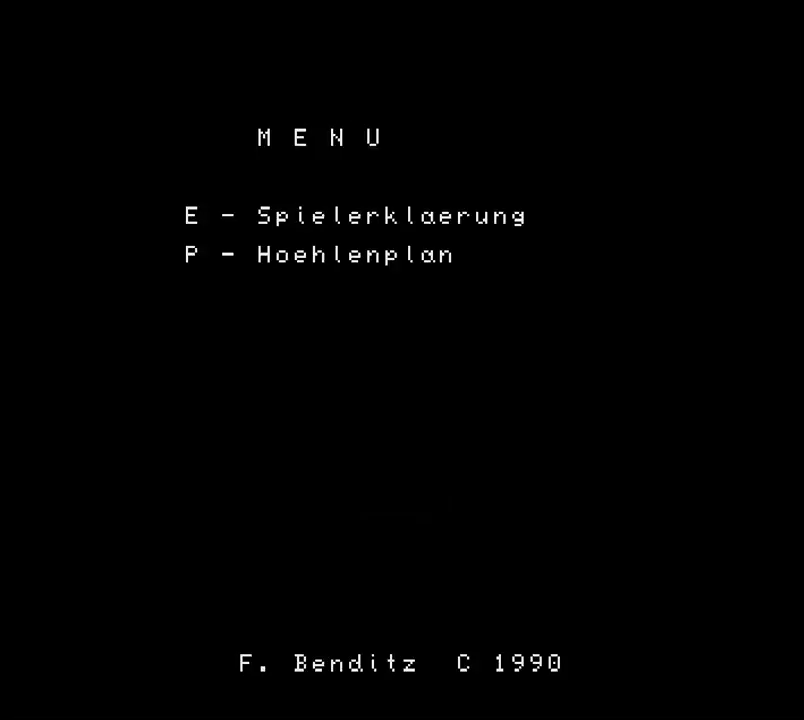 M E N U
E - Spielerklaerung
P - Hoehlenplan
F. Benditz C 1990